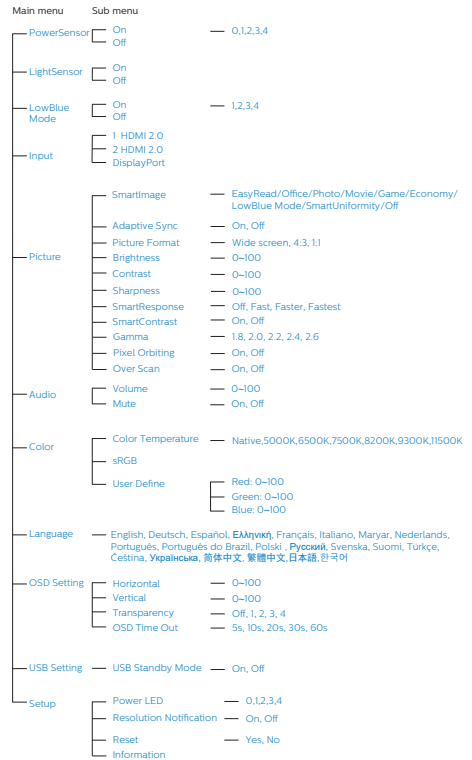 Main menu Sub menu
PowerSensor On 0,1,2,3,4
Off
LightSensor On
Off
LowBlue Mode On 1,2,3,4
Off
Input 1 HDMI 2.0
2 HDMI 2.0
DisplayPort
Picture SmartImage EasyRead/Office/Photo/Movie/Game/Economy/
LowBlue Mode/SmartUniformity/Off
Adaptive Sync On, Off
Picture Format Wide screen, 4:3, 1:1
Brightness 0~100
Contrast 0~100
Sharpness 0~100
SmartResponse Off, Fast, Faster, Fastest
SmartContrast On, Off
Gamma 1.8, 2.0, 2.2, 2.4, 2.6
Pixel Orbiting On, Off
Over Scan On, Off
Audio Volume 0~100
Mute On, Off
Color Color Temperature Native,5000K,6500K,7500K,8200K,9300K,11500K
sRGB
User Define Red: 0~100
Green: 0~100
Blue: 0~100
Language English, Deutsch, Español, Ελληνική, Français, Italiano, Maryar, Nederlands,
Português, Português do Brazil, Polski , Русский, Svenska, Suomi, Türkçe,
Čeština, Українська, 简体中文, 繁體中文,日本語,한국어
OSD Setting Horizontal 0~100
Vertical 0~100
Transparency Off, 1, 2, 3, 4
OSD Time Out 5s, 10s, 20s, 30s, 60s
USB Setting USB Standby Mode On, Off
Setup Power LED 0,1,2,3,4
Resolution Notification On, Off
Reset Yes, No
Information